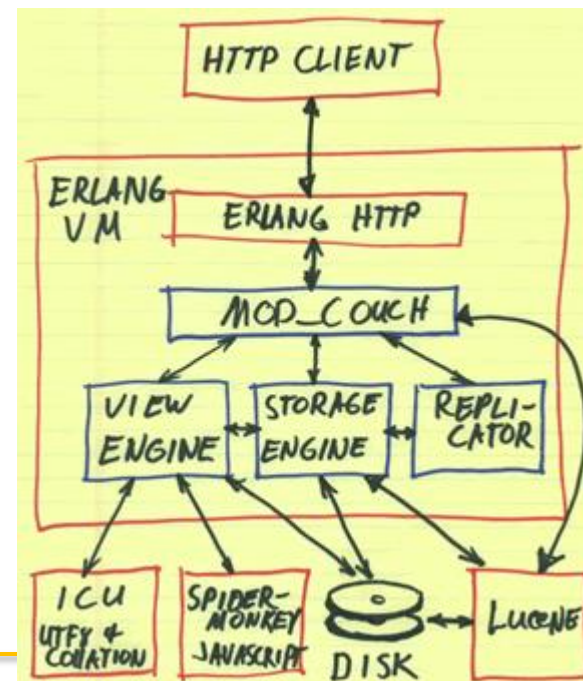 HTTP CLIENT
ERLANG
VM
ERLANG HTTP
MOD_COUCH
VIEW
ENGINE
STORAGE
ENGINE
REPLI-
CATOR
ICU
UTF8 &
COLLATION
SPIDER-
MONKEY
JAVASCRIPT
DISK
LUCENE